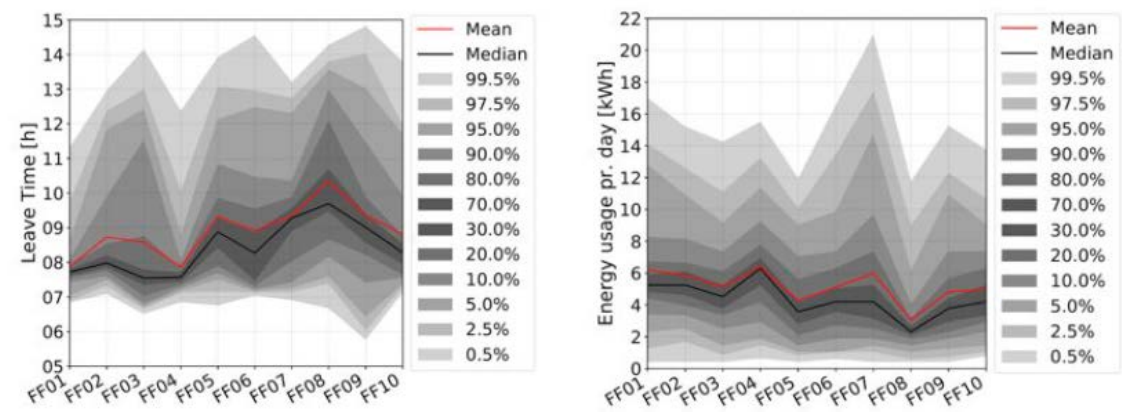 15
14
13
12
11
10
09
08
07
06
05
Leave Time [h]
FF01
FF02
FF03
FF04
FF05
FF06
FF07
FF08
FF09
FF10
Mean
Median
99.5%
97.5%
95.0%
90.0%
80.0%
70.0%
30.0%
20.0%
10.0%
5.0%
2.5%
0.5%
22
20
18
16
14
12
10
8
6
4
2
0
Energy usage pr. day [kWh]
FF01
FF02
FF03
FF04
FF05
FF06
FF07
FF08
FF09
FF10
Mean
Median
99.5%
97.5%
95.0%
90.0%
80.0%
70.0%
30.0%
20.0%
10.0%
5.0%
2.5%
0.5%